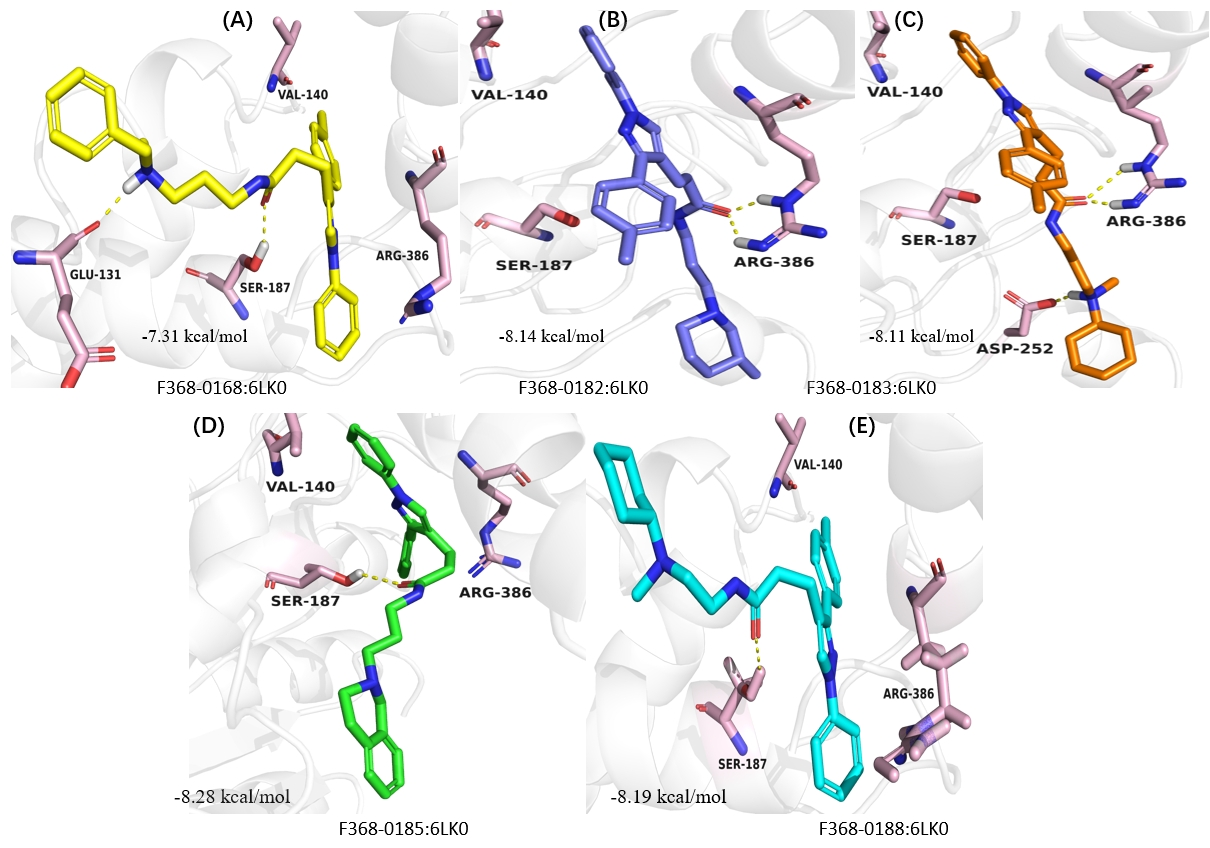 (A)
VAL-140
GLU-131
SER-187
ARG-386
-7.31 kcal/mol
F368-0168:6LK0
(B)
VAL-140
SER-187
ARG-386
-8.14 kcal/mol
F368-0182:6LK0
(C)
VAL-140
SER-187
ARG-386
ASP-252
-8.11 kcal/mol
F368-0183:6LK0
(D)
VAL-140
SER-187
ARG-386
-8.28 kcal/mol
F368-0185:6LK0
(E)
VAL-140
ARG-386
SER-187
-8.19 kcal/mol
F368-0188:6LK0